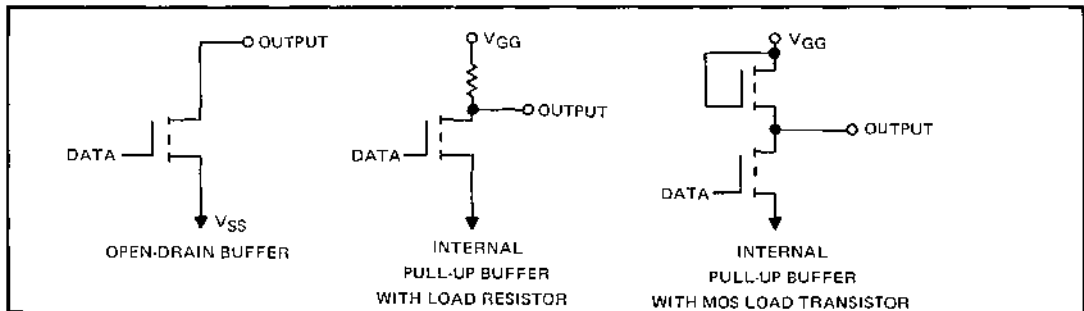 OUTPUT
DATA
VSS
OPEN-DRAIN BUFFER
VGG
OUTPUT
DATA
INTERNAL
PULL-UP BUFFER
WITH LOAD RESISTOR
VGG
OUTPUT
DATA
INTERNAL
PULL-UP BUFFER
WITH MOS LOAD TRANSISTOR